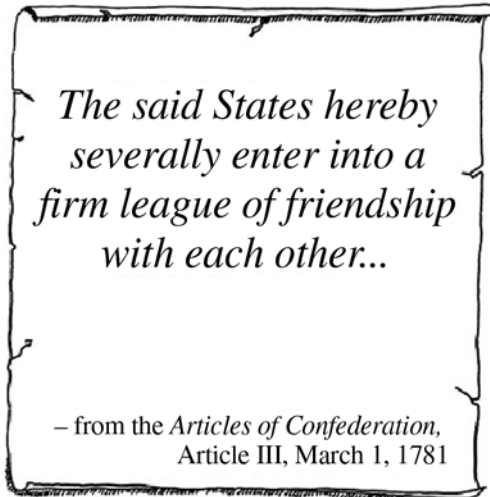 The said States hereby
severally enter into a
firm league of friendship
with each other...
– from the Articles of Confederation,
Article III, March 1, 1781